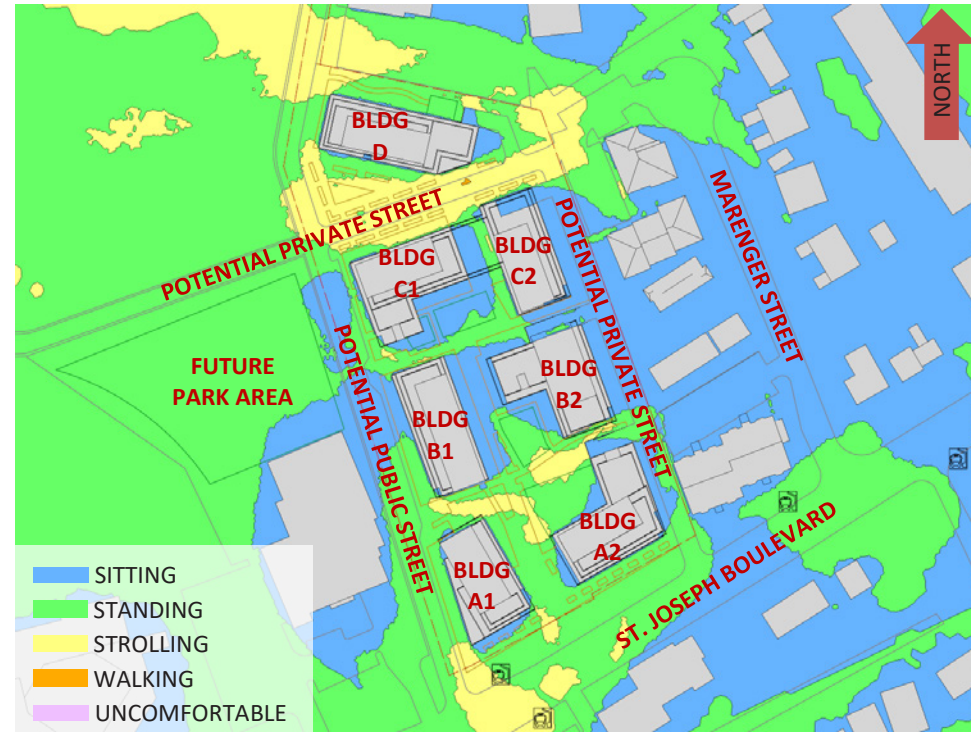 NORTH
BLDG
D
POTENTIAL PRIVATE STREET
BLDG
C1
BLDG
C2
POTENTIAL PRIVATE STREET
MARENGER STREET
FUTURE
PARK AREA
POTENTIAL PUBLIC STREET
BLDG
B1
BLDG
B2
BLDG
A1
BLDG
A2
ST. JOSEPH BOULEVARD
SITTING
STANDING
STROLLING
WALKING
UNCOMFORTABLE